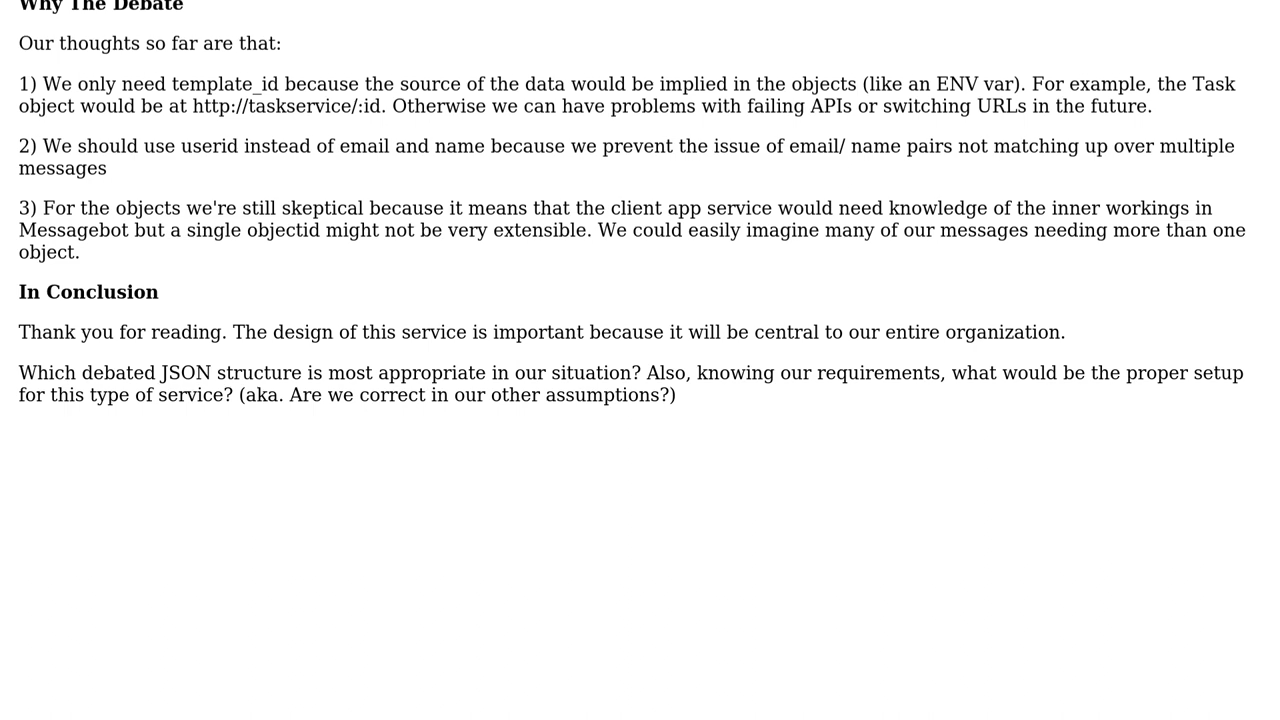 Why The Debate
Our thoughts so far are that:
1) We only need template_id because the source of the data would be implied in the objects (like an ENV var). For example, the Task
object would be at http://taskservice/:id. Otherwise we can have problems with failing APIs or switching URLs in the future.
2) We should use userid instead of email and name because we prevent the issue of email/ name pairs not matching up over multiple
messages
3) For the objects we're still skeptical because it means that the client app service would need knowledge of the inner workings in
Messagebot but a single objectid might not be very extensible. We could easily imagine many of our messages needing more than one
object.
In Conclusion
Thank you for reading. The design of this service is important because it will be central to our entire organization.
Which debated JSON structure is most appropriate in our situation? Also, knowing our requirements, what would be the proper setup
for this type of service? (aka. Are we correct in our other assumptions?)